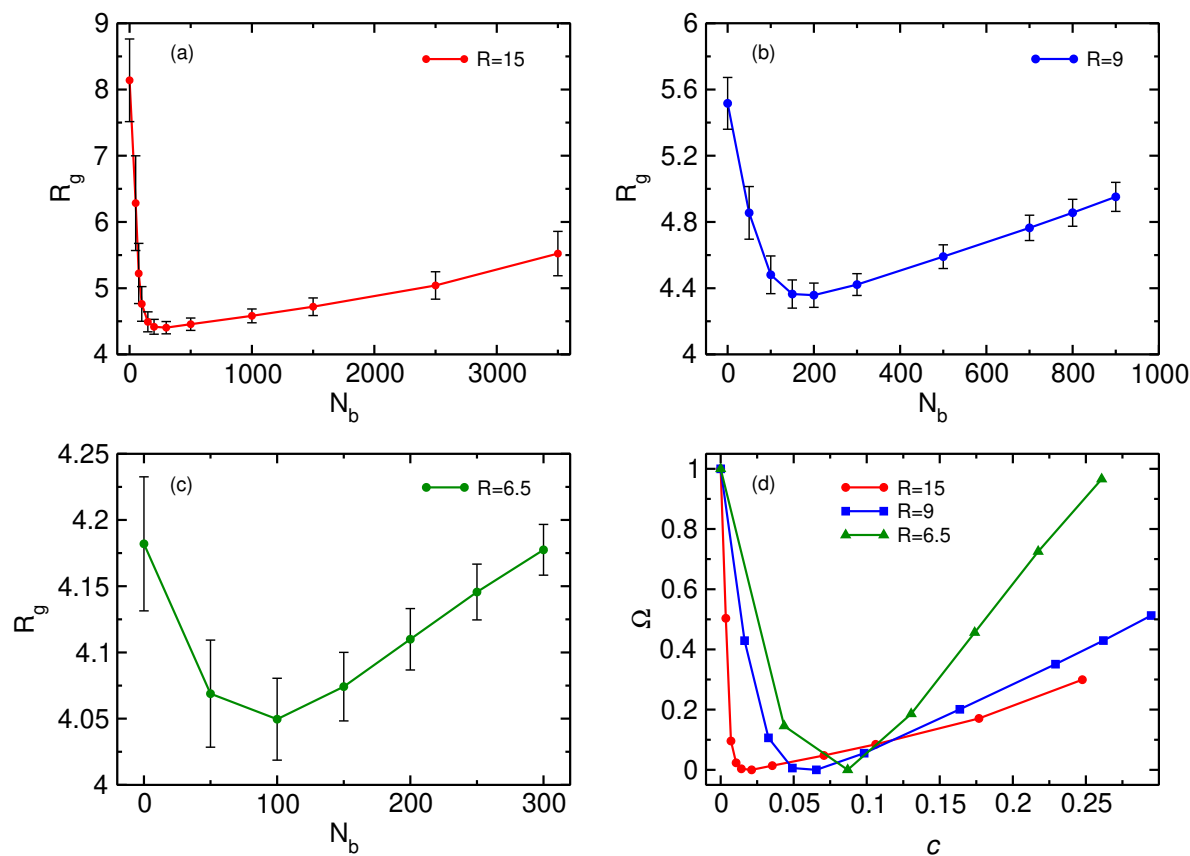 (a)
R=15
9
8
7
6
5
4
R_g
0
1000
2000
3000
N_b
(b)
R=9
6
5.6
5.2
4.8
4.4
4
R_g
0
200
400
600
800
1000
N_b
(c)
R=6.5
4.25
4.2
4.15
4.1
4.05
4
R_g
0
100
200
300
N_b
(d)
R=15
R=9
R=6.5
1
0.8
0.6
0.4
0.2
0
Ω
0
0.05
0.1
0.15
0.2
0.25
c